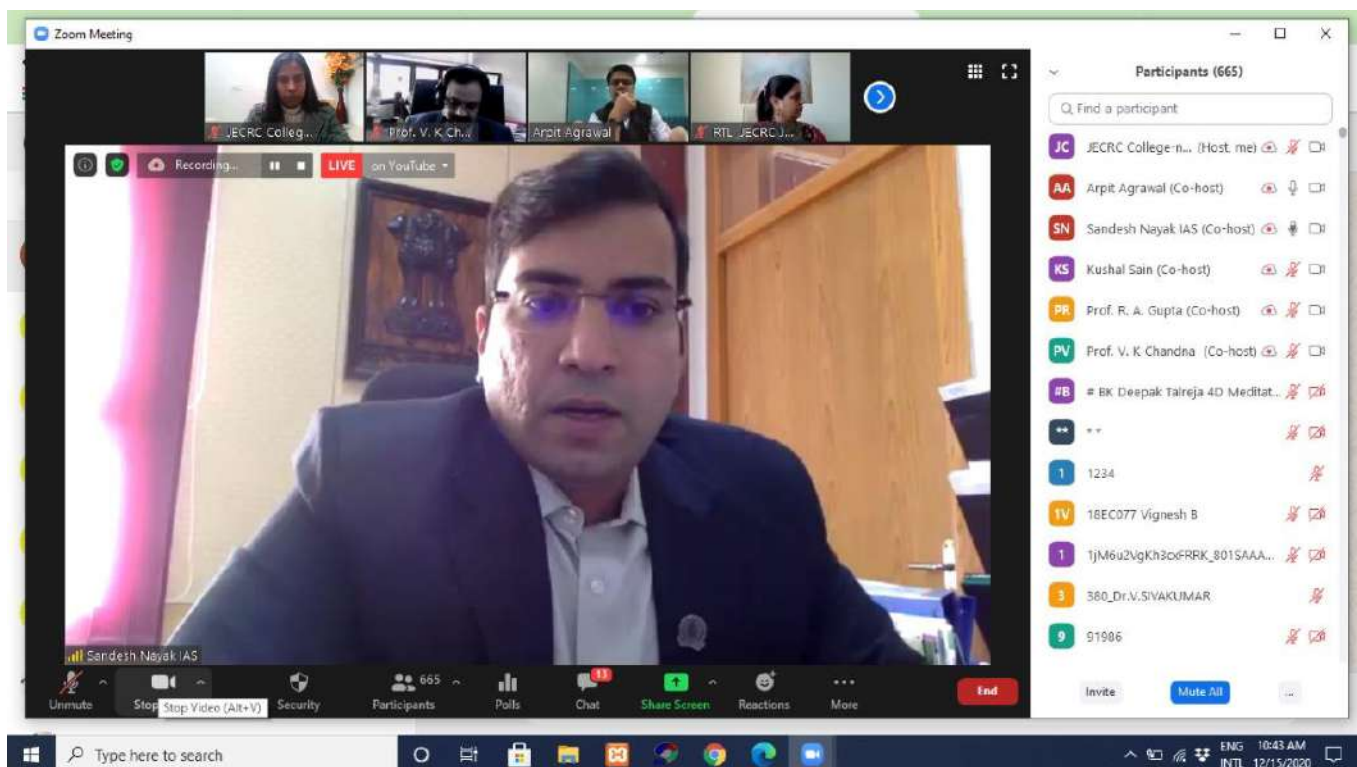 Zoom Meeting
JECRC Colleg...
Prof. V. K Ch...
Arpit Agrawal
RTL_JECRC J...
Recording...
LIVE on YouTube
Sandesh Nayak IAS
Unmute
Stop Video (Alt+V)
Security
665
Participants
Polls
13
Chat
Share Screen
Reactions
More
End
Participants (665)
Find a participant
JC JECRC College-n... (Host, me)
AA Arpit Agrawal (Co-host)
SN Sandesh Nayak IAS (Co-host)
KS Kushal Sain (Co-host)
PR Prof. R. A. Gupta (Co-host)
PV Prof. V. K Chandna (Co-host)
#B # BK Deepak Talreja 4D Meditat...
** * *
1 1234
1V 18EC077 Vignesh B
3 380_Dr.V.SIVAKUMAR
9 91986
Invite
Mute All
...
Type here to search
ENG 10:43 AM
INTL 12/15/2020